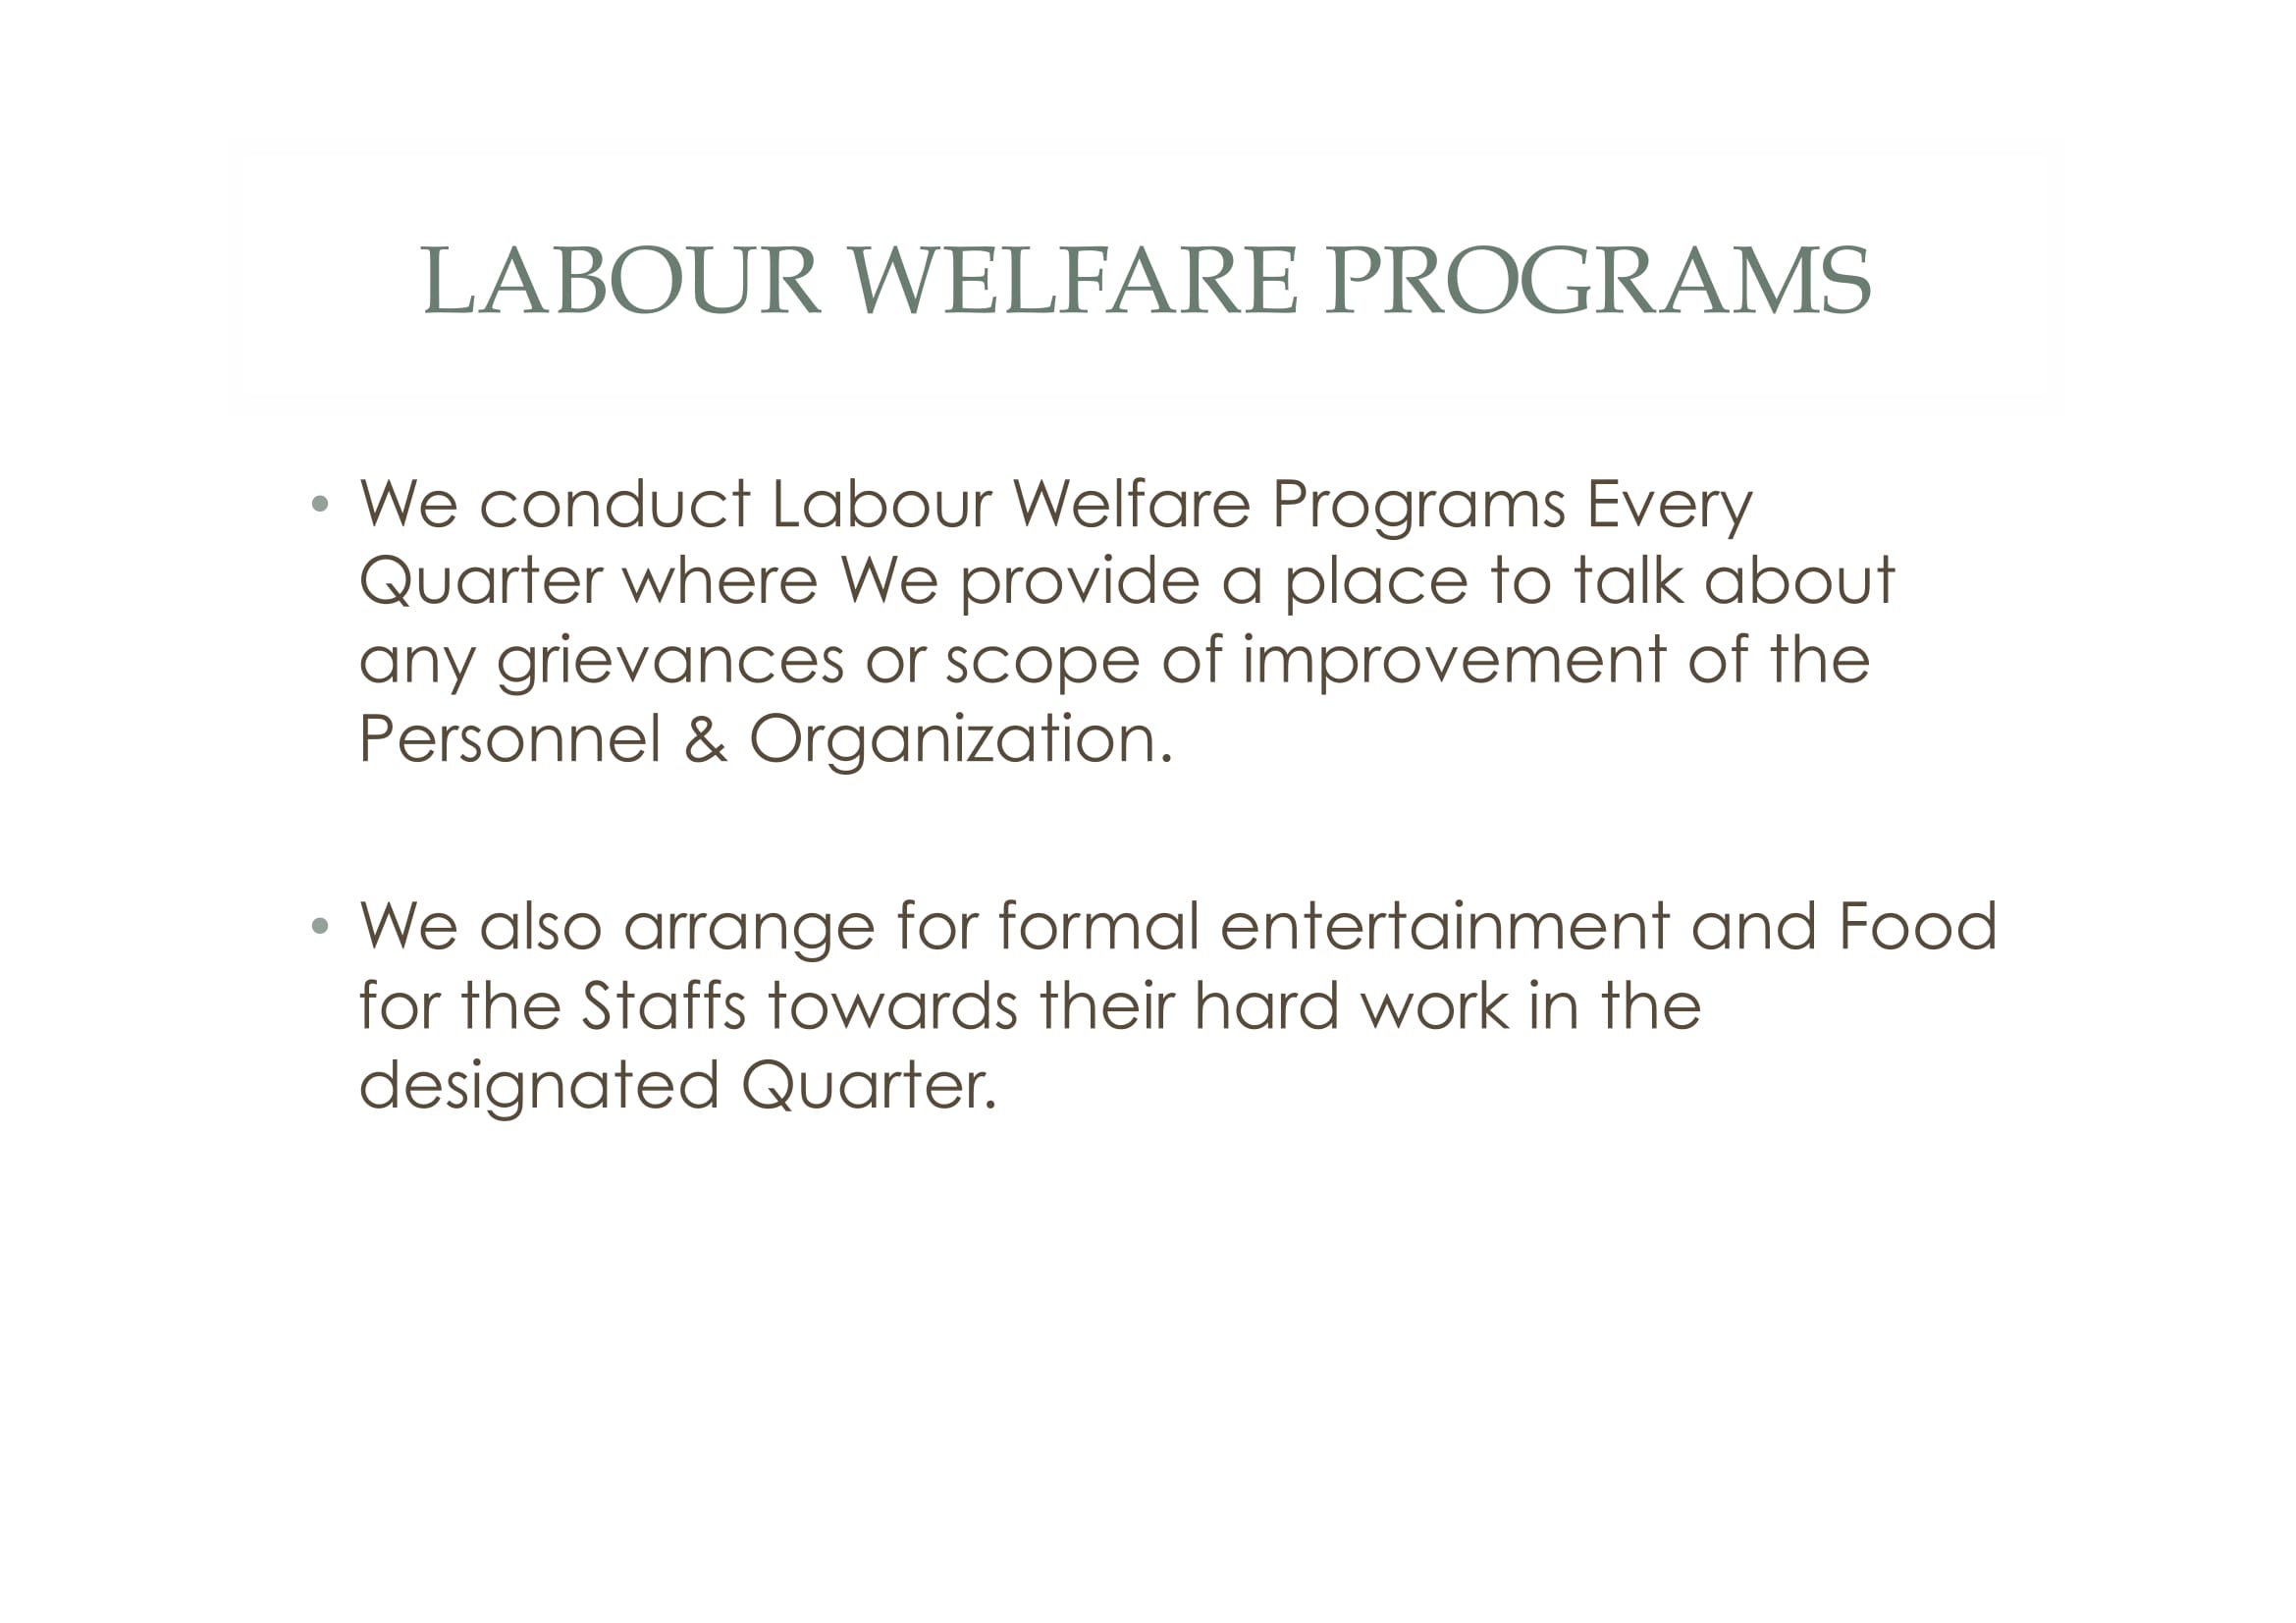 LABOUR WELFARE PROGRAMS
• We conduct Labour Welfare Programs Every
Quarter where We provide a place to talk about
any grievances or scope of improvement of the
Personnel & Organization.
• We also arrange for formal entertainment and Food
for the Staffs towards their hard work in the
designated Quarter.